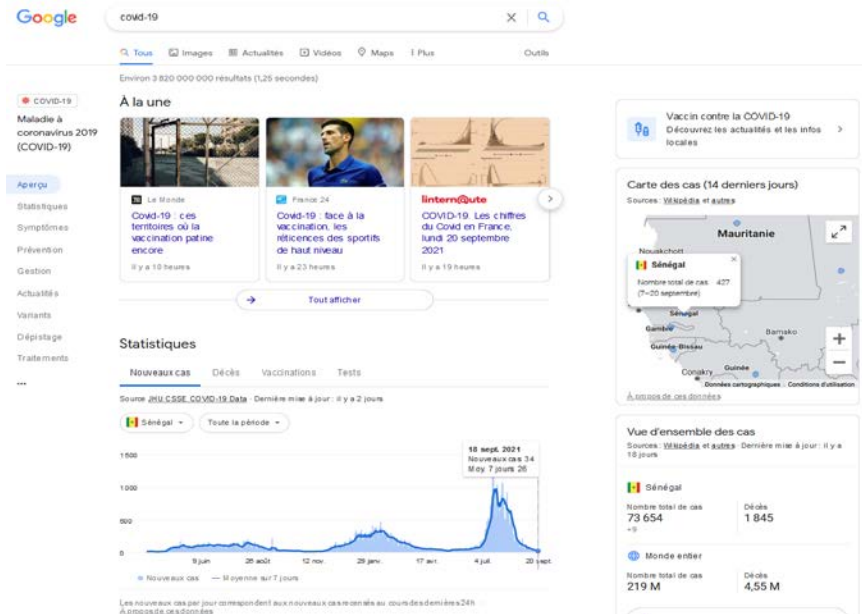 Google
covid-19
Tous
Images
Actualités
Vidéos
Maps
Plus
Outils
Environ 3 820 000 000 résultats (1,25 secondes)
COVID-19
Maladie à
coronavirus 2019
(COVID-19)
Aperçu
Statistiques
Symptômes
Prévention
Gestion
Actualités
Variants
Dépistage
Traitements
...
À la une
Le Monde
Covid-19 : ces
territoires où la
vaccination patine
encore
Il y a 10 heures
France 24
Covid-19 : face à la
vaccination, les
réticences des sportifs
de haut niveau
Il y a 23 heures
lintern@ute
COVID-19. Les chiffres
du Covid en France,
lundi 20 septembre
2021
Il y a 19 heures
Tout afficher
Statistiques
Nouveaux cas
Décès
Vaccinations
Tests
Source JHU CSSE COVID-19 Data · Dernière mise à jour : il y a 2 jours
Sénégal
Toute la période
18 sept. 2021
Nouveaux cas 34
Moy. 7 jours 26
1 500
1 000
500
0
9 juin
26 août
12 nov.
29 janv.
17 avr.
4 juil.
20 sept.
Nouveaux cas
Moyenne sur 7 jours
Les nouveaux cas par jour correspondent aux nouveaux cas recensés au cours des dernières 24h
À propos de ces données
Vaccin contre la COVID-19
Découvrez les actualités et les infos
locales
Carte des cas (14 derniers jours)
Sources : Wikipédia et autres
Mauritanie
Nouakchott
Sénégal
Nombre total de cas 427
(7–20 septembre)
Sénégal
Gambie
Bamako
Guinée-Bissau
Guinée
Conakry
Données cartographiques
Conditions d'utilisation
À propos de ces données
Vue d'ensemble des cas
Sources : Wikipédia et autres · Dernière mise à jour : il y a
18 jours
Sénégal
Nombre total de cas
73 654
+9
Décès
1 845
Monde entier
Nombre total de cas
219 M
Décès
4,55 M